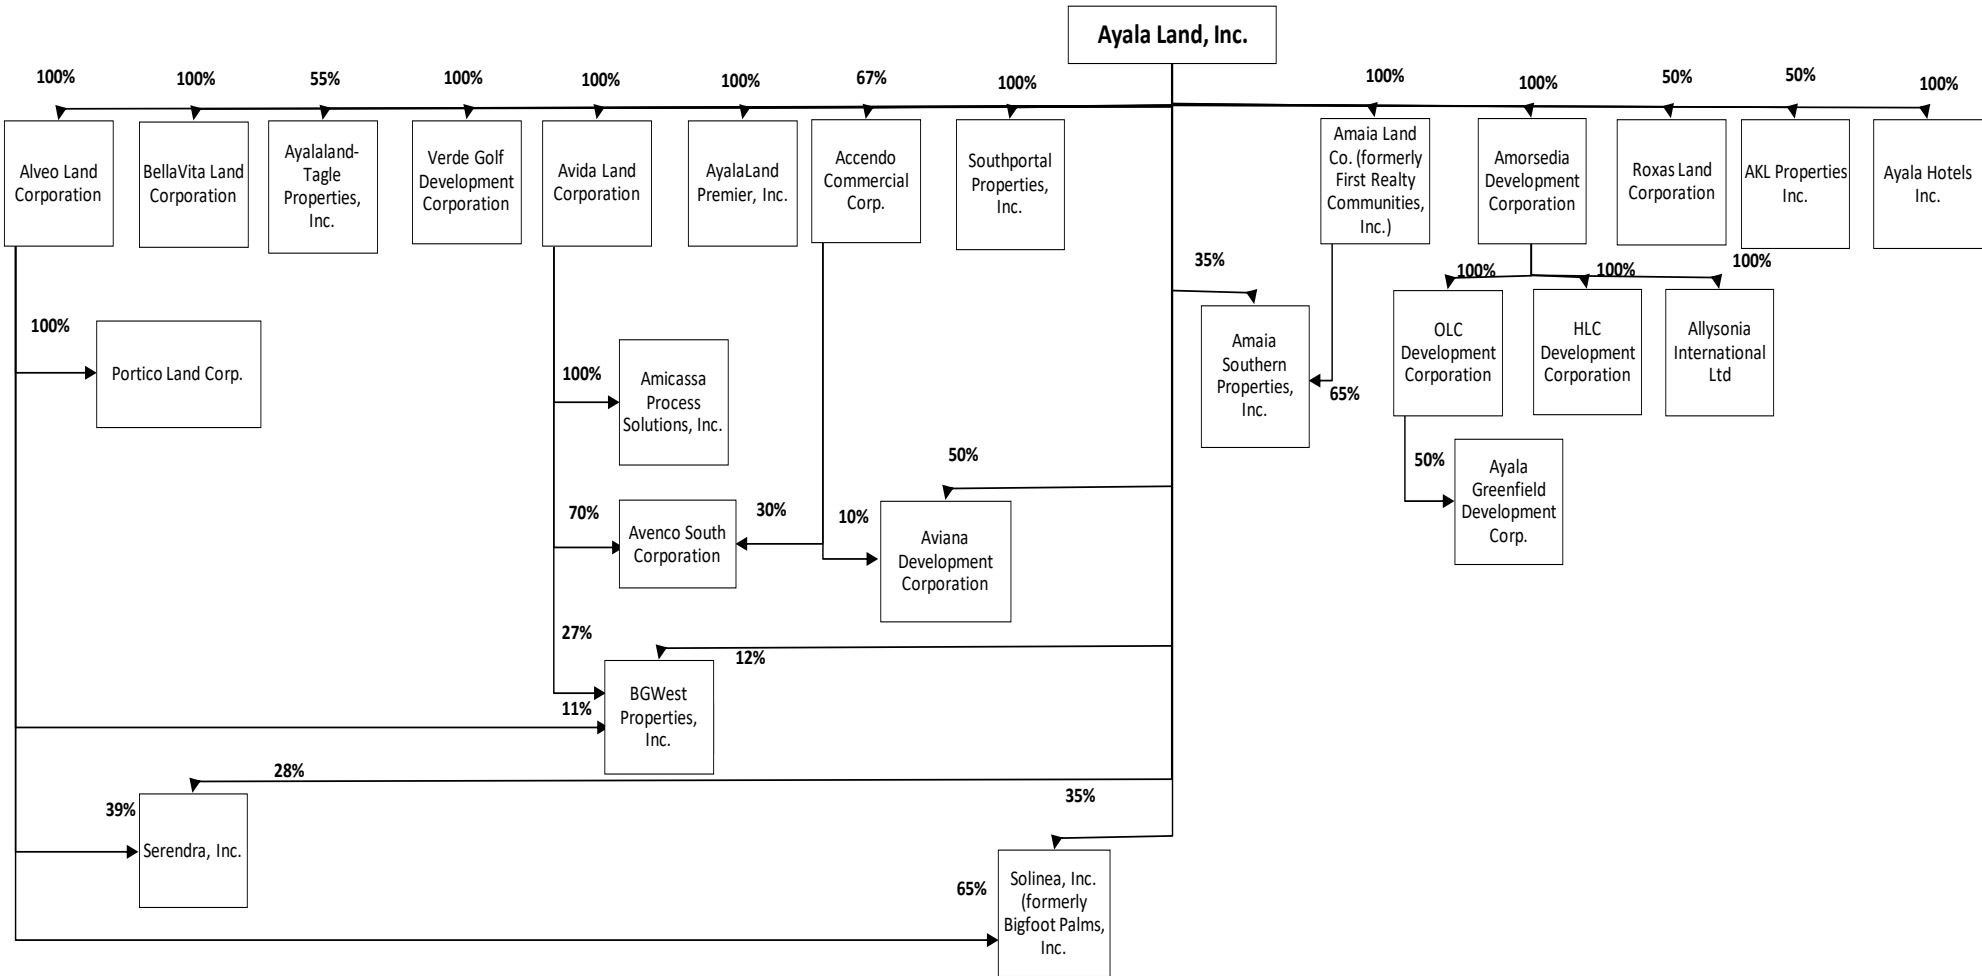 Ayala Land, Inc.
100%
100%
55%
100%
100%
100%
67%
100%
100%
100%
50%
50%
100%
Alveo Land
Corporation
BellaVita Land
Corporation
Ayalaland-
Tagle
Properties,
Inc.
Verde Golf
Development
Corporation
Avida Land
Corporation
AyalaLand
Premier, Inc.
Accendo
Commercial
Corp.
Southportal
Properties,
Inc.
Amaia Land
Co. (formerly
First Realty
Communities,
Inc.)
Amorsedia
Development
Corporation
Roxas Land
Corporation
AKL Properties
Inc.
Ayala Hotels
Inc.
35%
100%
100%
100%
100%
Portico Land Corp.
Amaia
Southern
Properties,
Inc.
65%
OLC
Development
Corporation
HLC
Development
Corporation
Allysonia
International
Ltd
100%
Amicassa
Process
Solutions, Inc.
50%
50%
Ayala
Greenfield
Development
Corp.
70%
Avenco South
Corporation
30%
10%
Aviana
Development
Corporation
27%
12%
11%
BGWest
Properties,
Inc.
28%
39%
Serendra, Inc.
35%
65%
Solinea, Inc.
(formerly
Bigfoot Palms,
Inc.